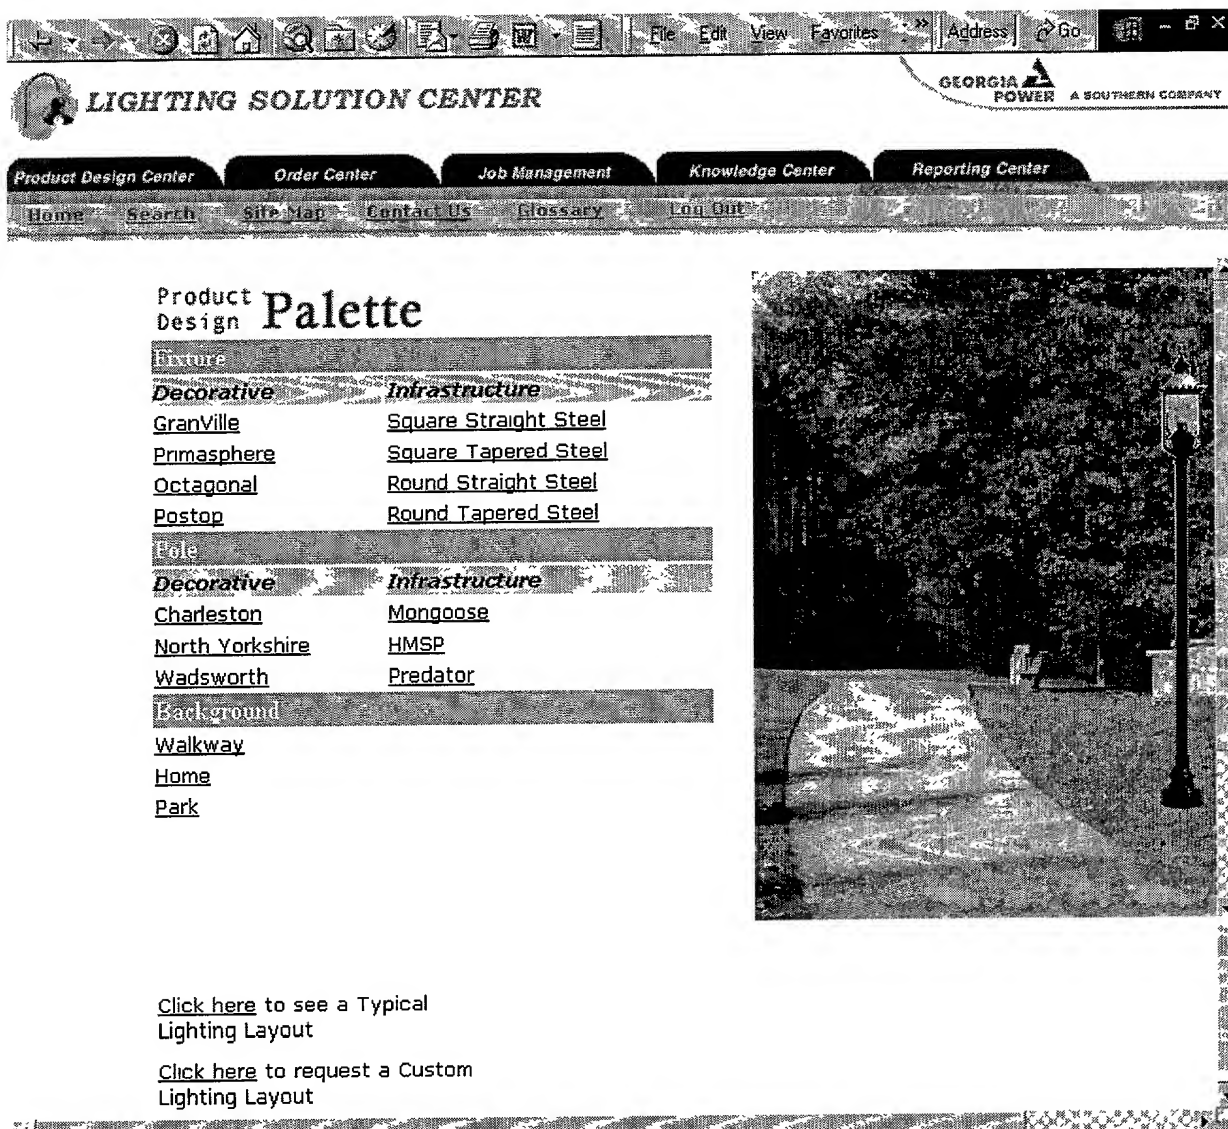 File Edit View Favorites » Address Go
LIGHTING SOLUTION CENTER
GEORGIA
POWER A SOUTHERN COMPANY
Product Design Center Order Center Job Management Knowledge Center Reporting Center
Home Search Site Map Contact Us Glossary Log Out
Product
Design Palette
Fixture
Decorative Infrastructure
GranVille Square Straight Steel
Primasphere Square Tapered Steel
Octagonal Round Straight Steel
Postop Round Tapered Steel
Pole
Decorative Infrastructure
Charleston Mongoose
North Yorkshire HMSP
Wadsworth Predator
Background
Walkway
Home
Park
Click here to see a Typical
Lighting Layout
Click here to request a Custom
Lighting Layout